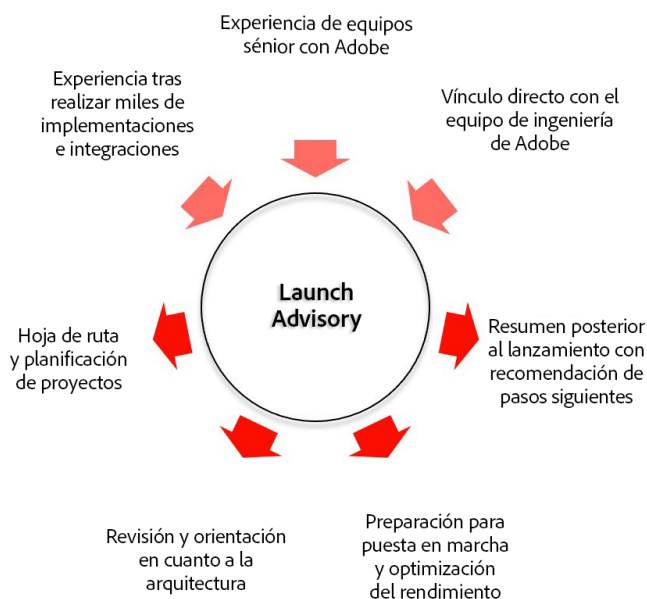 Experiencia de equipos
sénior con Adobe
Experiencia tras
realizar miles de
implementaciones
e integraciones
Vínculo directo con el
equipo de ingeniería
de Adobe
Launch
Advisory
Hoja de ruta
y planificación
de proyectos
Resumen posterior
al lanzamiento con
recomendación de
pasos siguientes
Revisión y orientación
en cuanto a la
arquitectura
Preparación para
puesta en marcha
y optimización
del rendimiento